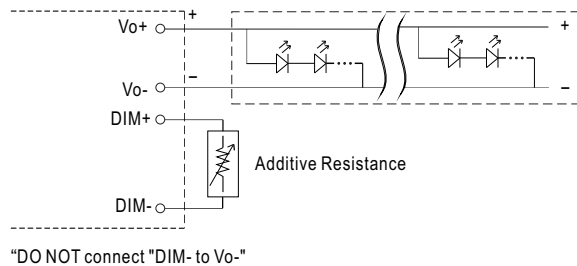 Vo+
+
+
Vo-
−
−
DIM+
Additive Resistance
DIM-
“DO NOT connect "DIM- to Vo-"